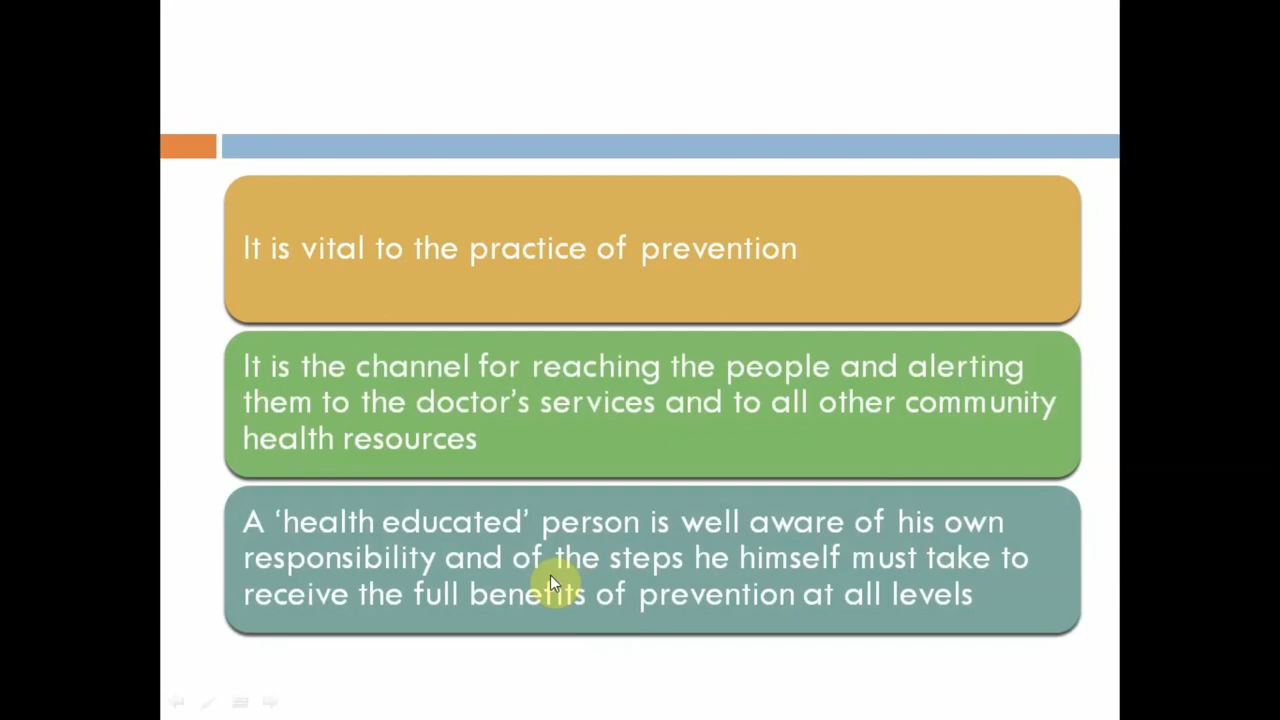 It is vital to the practice of prevention
It is the channel for reaching the people and alerting
them to the doctor’s services and to all other community
health resources
A ‘health educated’ person is well aware of his own
responsibility and of the steps he himself must take to
receive the full benefits of prevention at all levels